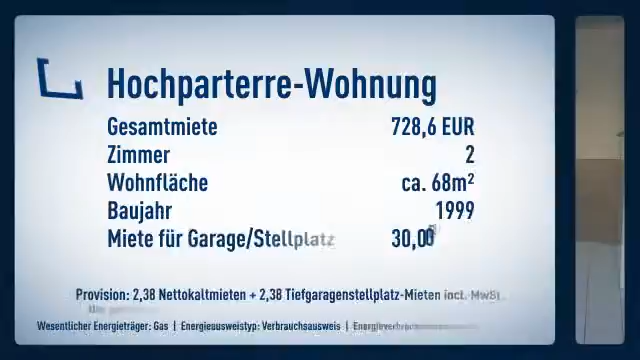 Hochparterre-Wohnung
Gesamtmiete 728,6 EUR
Zimmer 2
Wohnfläche ca. 68m²
Baujahr 1999
Miete für Garage/Stellplatz 30,00
Provision: 2,38 Nettokaltmieten + 2,38 Tiefgaragenstellplatz-Mieten incl. MwSt.
Wesentlicher Energieträger: Gas | Energieausweistyp: Verbrauchsausweis |